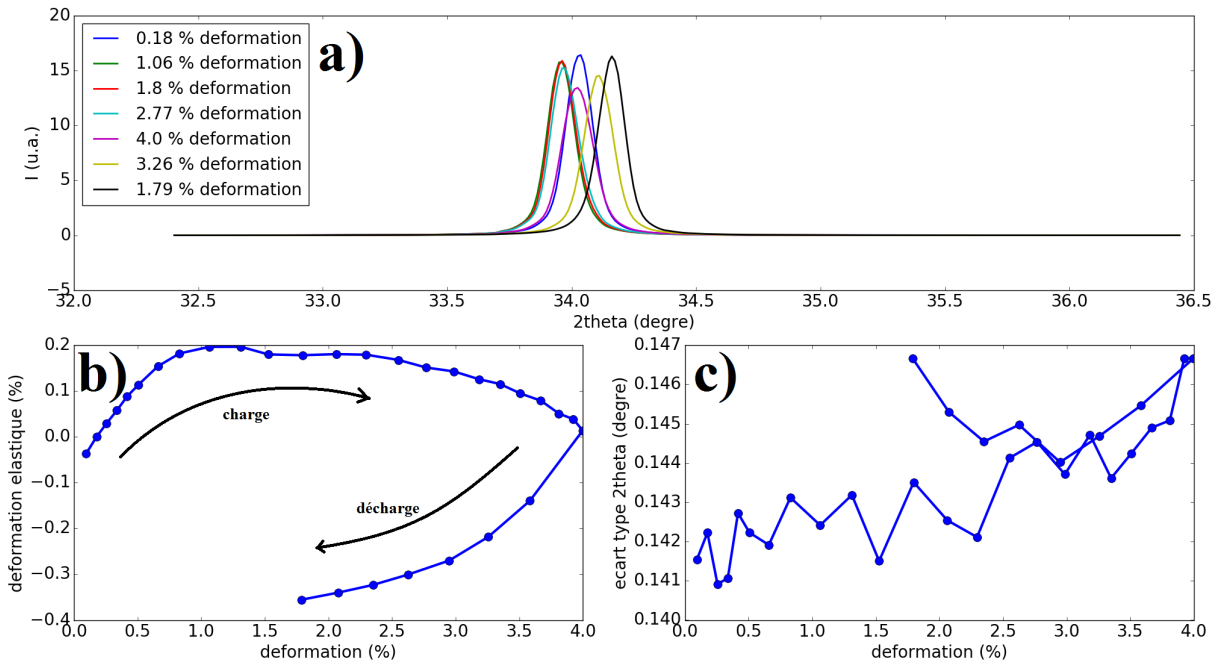 20
15
10
5
0
−5
I (u.a.)
0.18 % deformation
1.06 % deformation
1.8 % deformation
2.77 % deformation
4.0 % deformation
3.26 % deformation
1.79 % deformation
a)
32.0 32.5 33.0 33.5 34.0 34.5 35.0 35.5 36.0 36.5
2theta (degre)
0.2
0.1
0.0
−0.1
−0.2
−0.3
−0.4
deformation elastique (%)
b)
charge
décharge
0.0 0.5 1.0 1.5 2.0 2.5 3.0 3.5 4.0
deformation (%)
0.147
0.146
0.145
0.144
0.143
0.142
0.141
0.140
ecart type 2theta (degre)
c)
0.0 0.5 1.0 1.5 2.0 2.5 3.0 3.5 4.0
deformation (%)